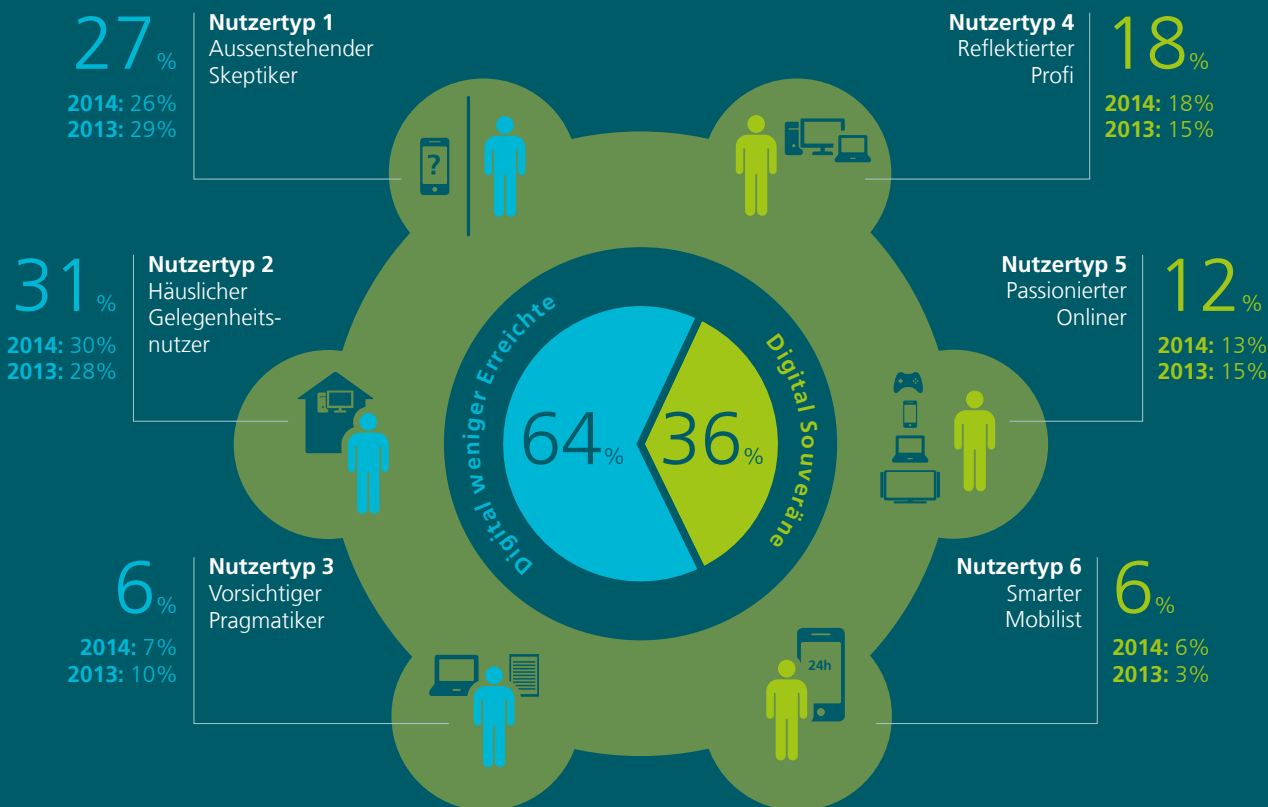 27 %
2014: 26%
2013: 29%
Nutzertyp 1
Aussenstehender
Skeptiker
?
Nutzertyp 4
Reflektierter
Profi
18 %
2014: 18%
2013: 15%
31 %
2014: 30%
2013: 28%
Nutzertyp 2
Häuslicher
Gelegenheits-
nutzer
Nutzertyp 5
Passionierter
Onliner
12 %
2014: 13%
2013: 15%
Digital weniger Erreichte
64 %
36 %
Digital Souveräne
6 %
2014: 7%
2013: 10%
Nutzertyp 3
Vorsichtiger
Pragmatiker
Nutzertyp 6
Smarter
Mobilist
6 %
2014: 6%
2013: 3%
24h